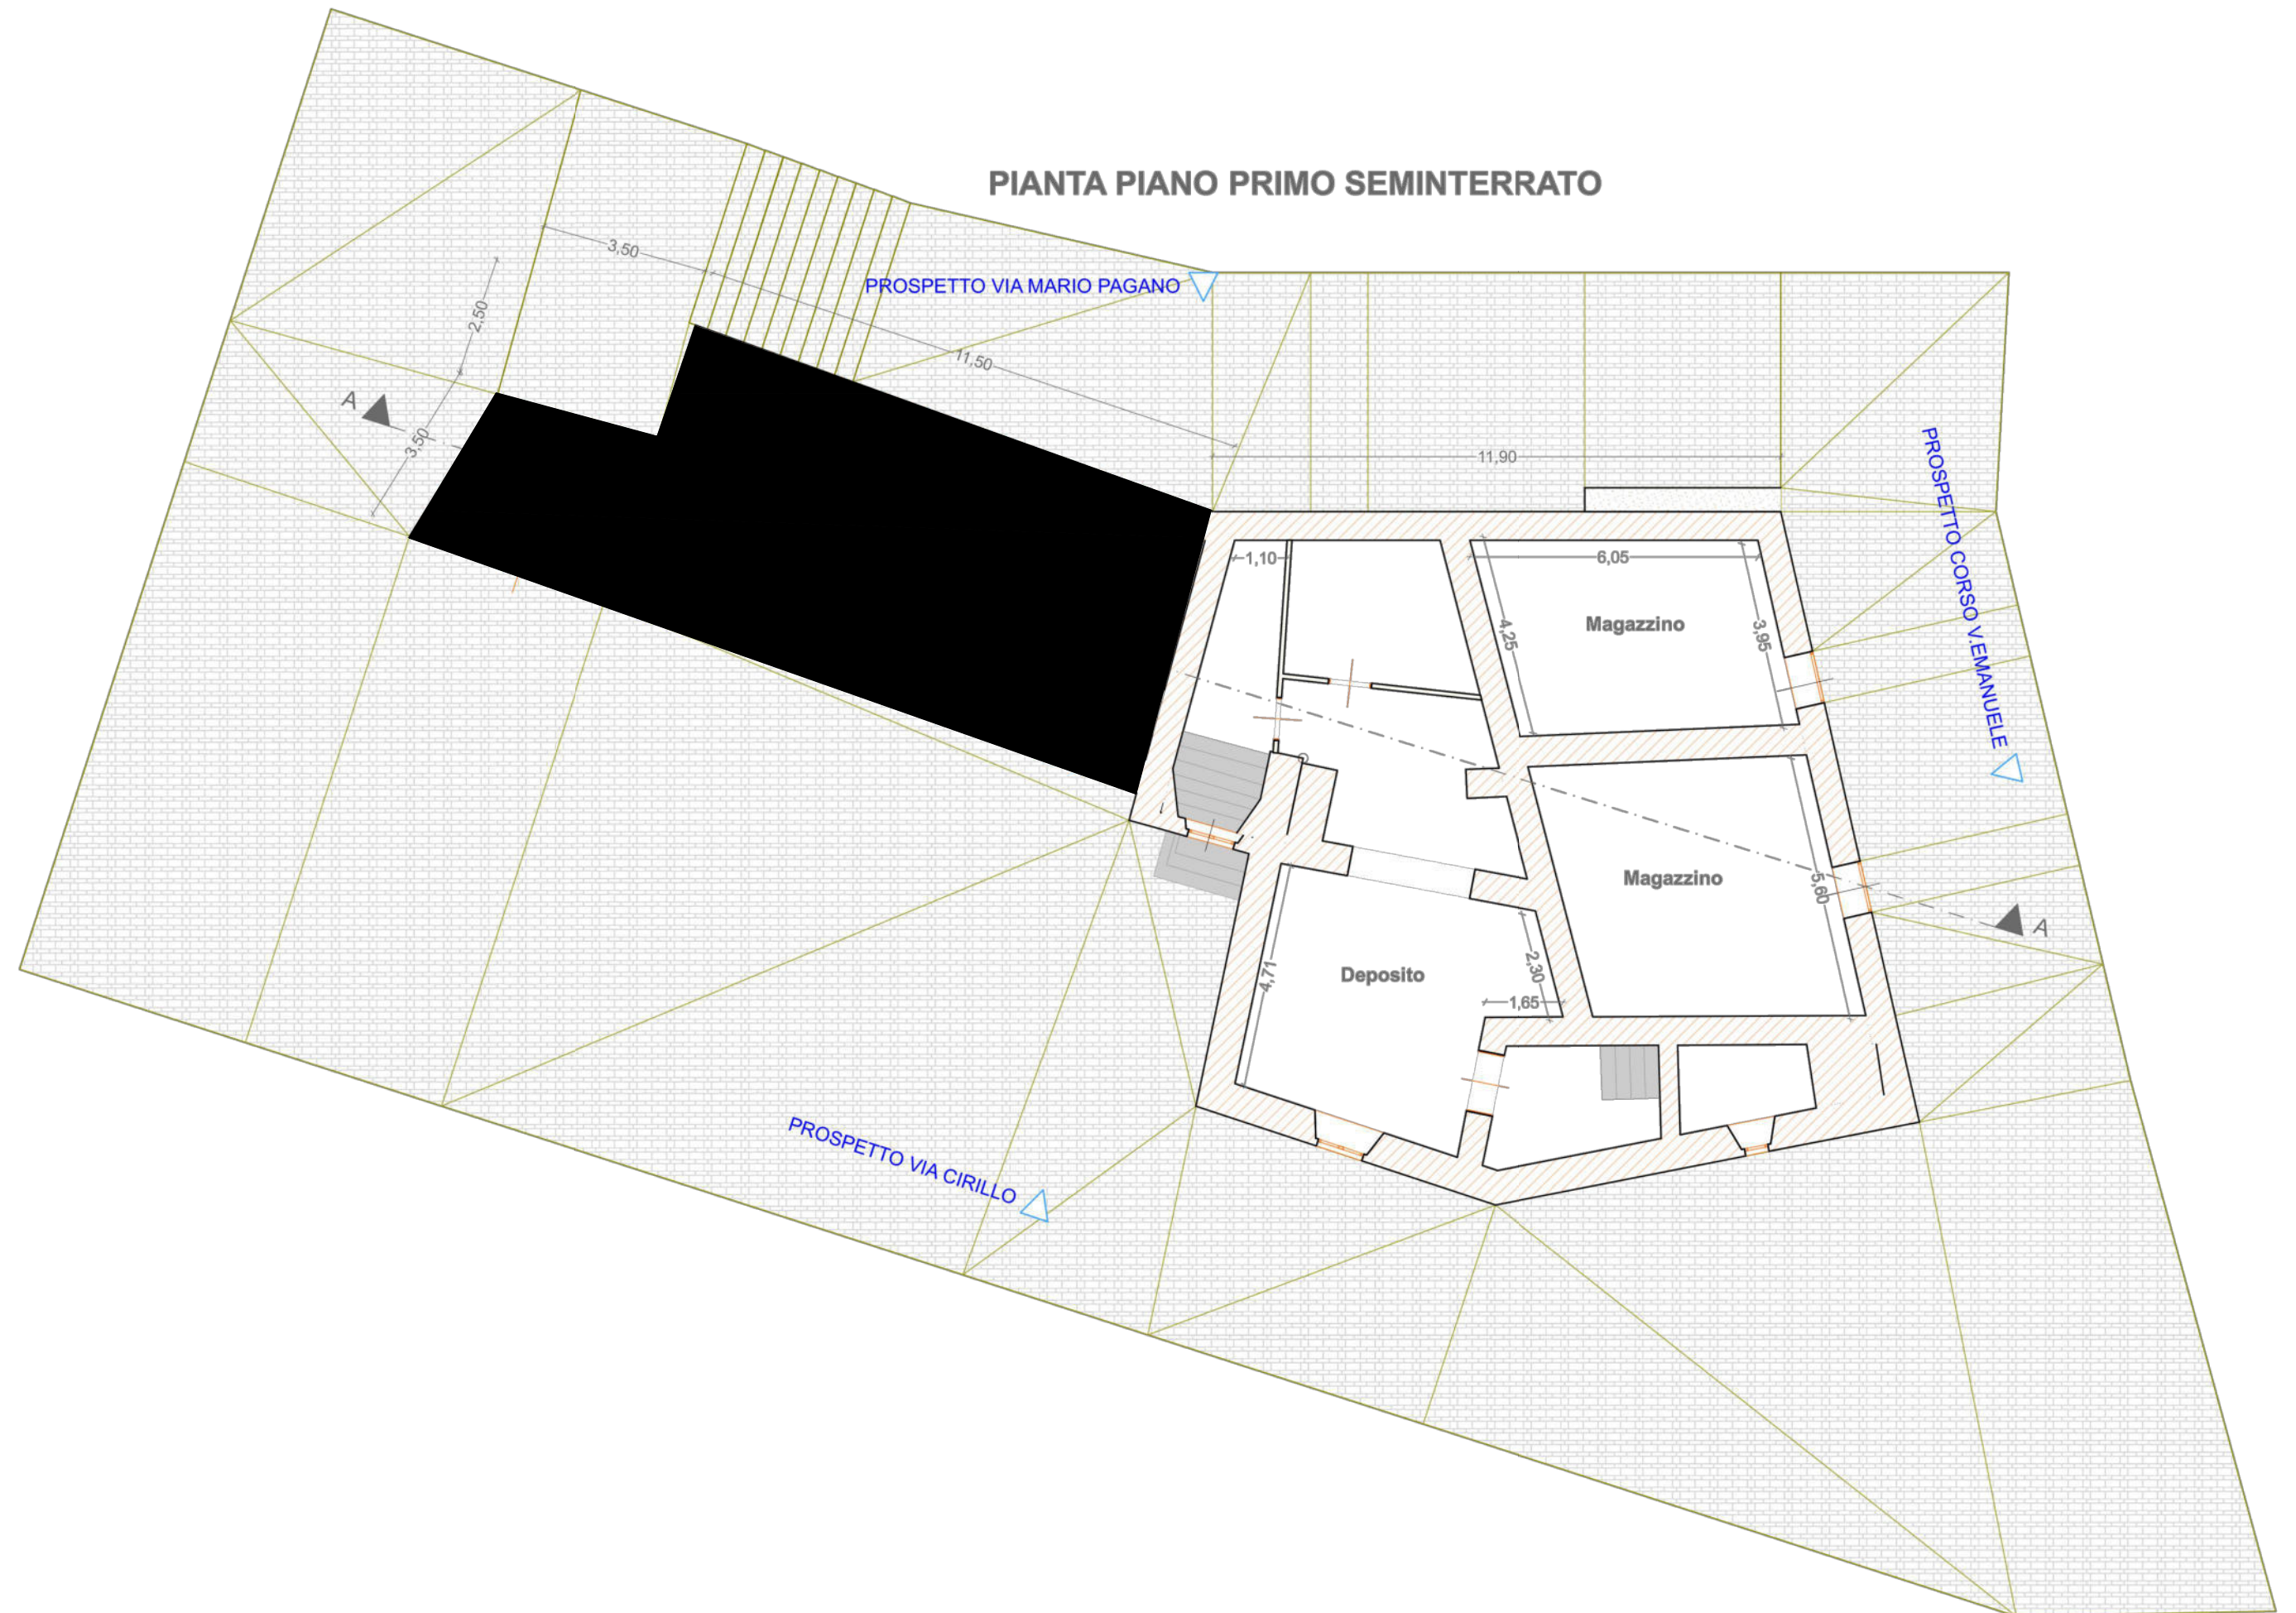 PIANTA PIANO PRIMO SEMINTERRATO
3,50
PROSPETTO VIA MARIO PAGANO
2,50
11,50
A
3,50
11,90
PROSPETTO CORSO V.EMANUELE
1,10
6,05
4,25
Magazzino
3,95
Magazzino
5,60
A
4,71
Deposito
2,30
1,65
PROSPETTO VIA CIRILLO